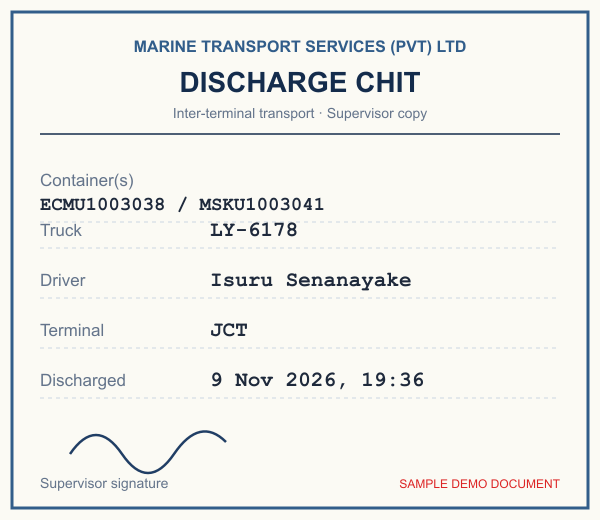 MARINE TRANSPORT SERVICES (PVT) LTD
DISCHARGE CHIT
Inter-terminal transport · Supervisor copy
Container(s)
ECMU1003038 / MSKU1003041
Truck LY-6178
Driver Isuru Senanayake
Terminal JCT
Discharged 9 Nov 2026, 19:36
Supervisor signature SAMPLE DEMO DOCUMENT